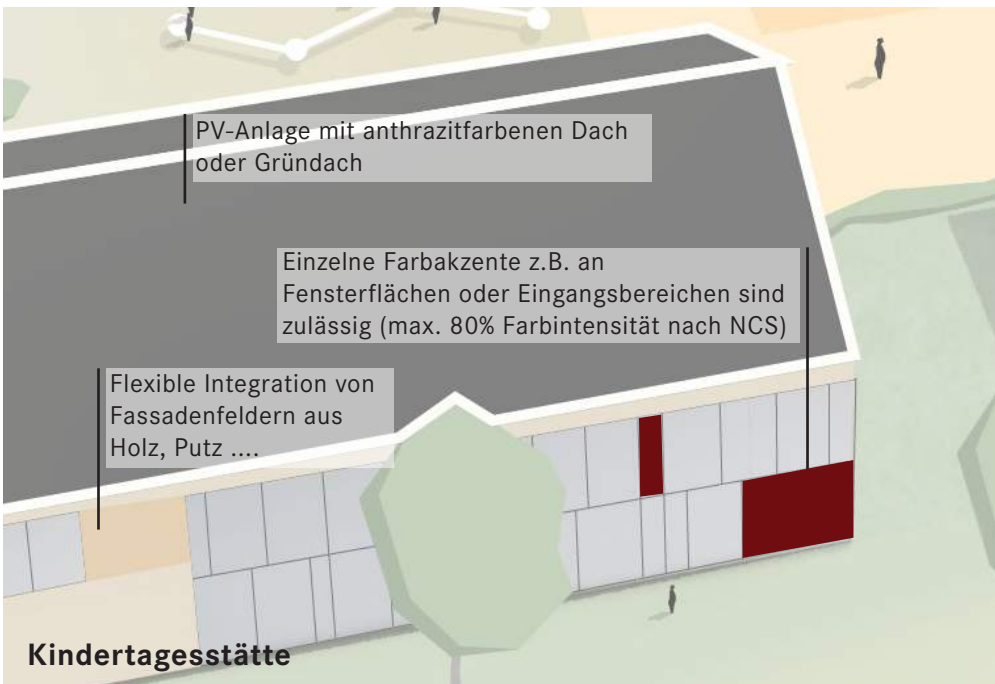 PV-Anlage mit anthrazitfarbenen Dach
oder Gründach
Einzelne Farbakzente z.B. an
Fensterflächen oder Eingangsbereichen sind
zulässig (max. 80% Farbintensität nach NCS)
Flexible Integration von
Fassadenfeldern aus
Holz, Putz ....
Kindertagesstätte